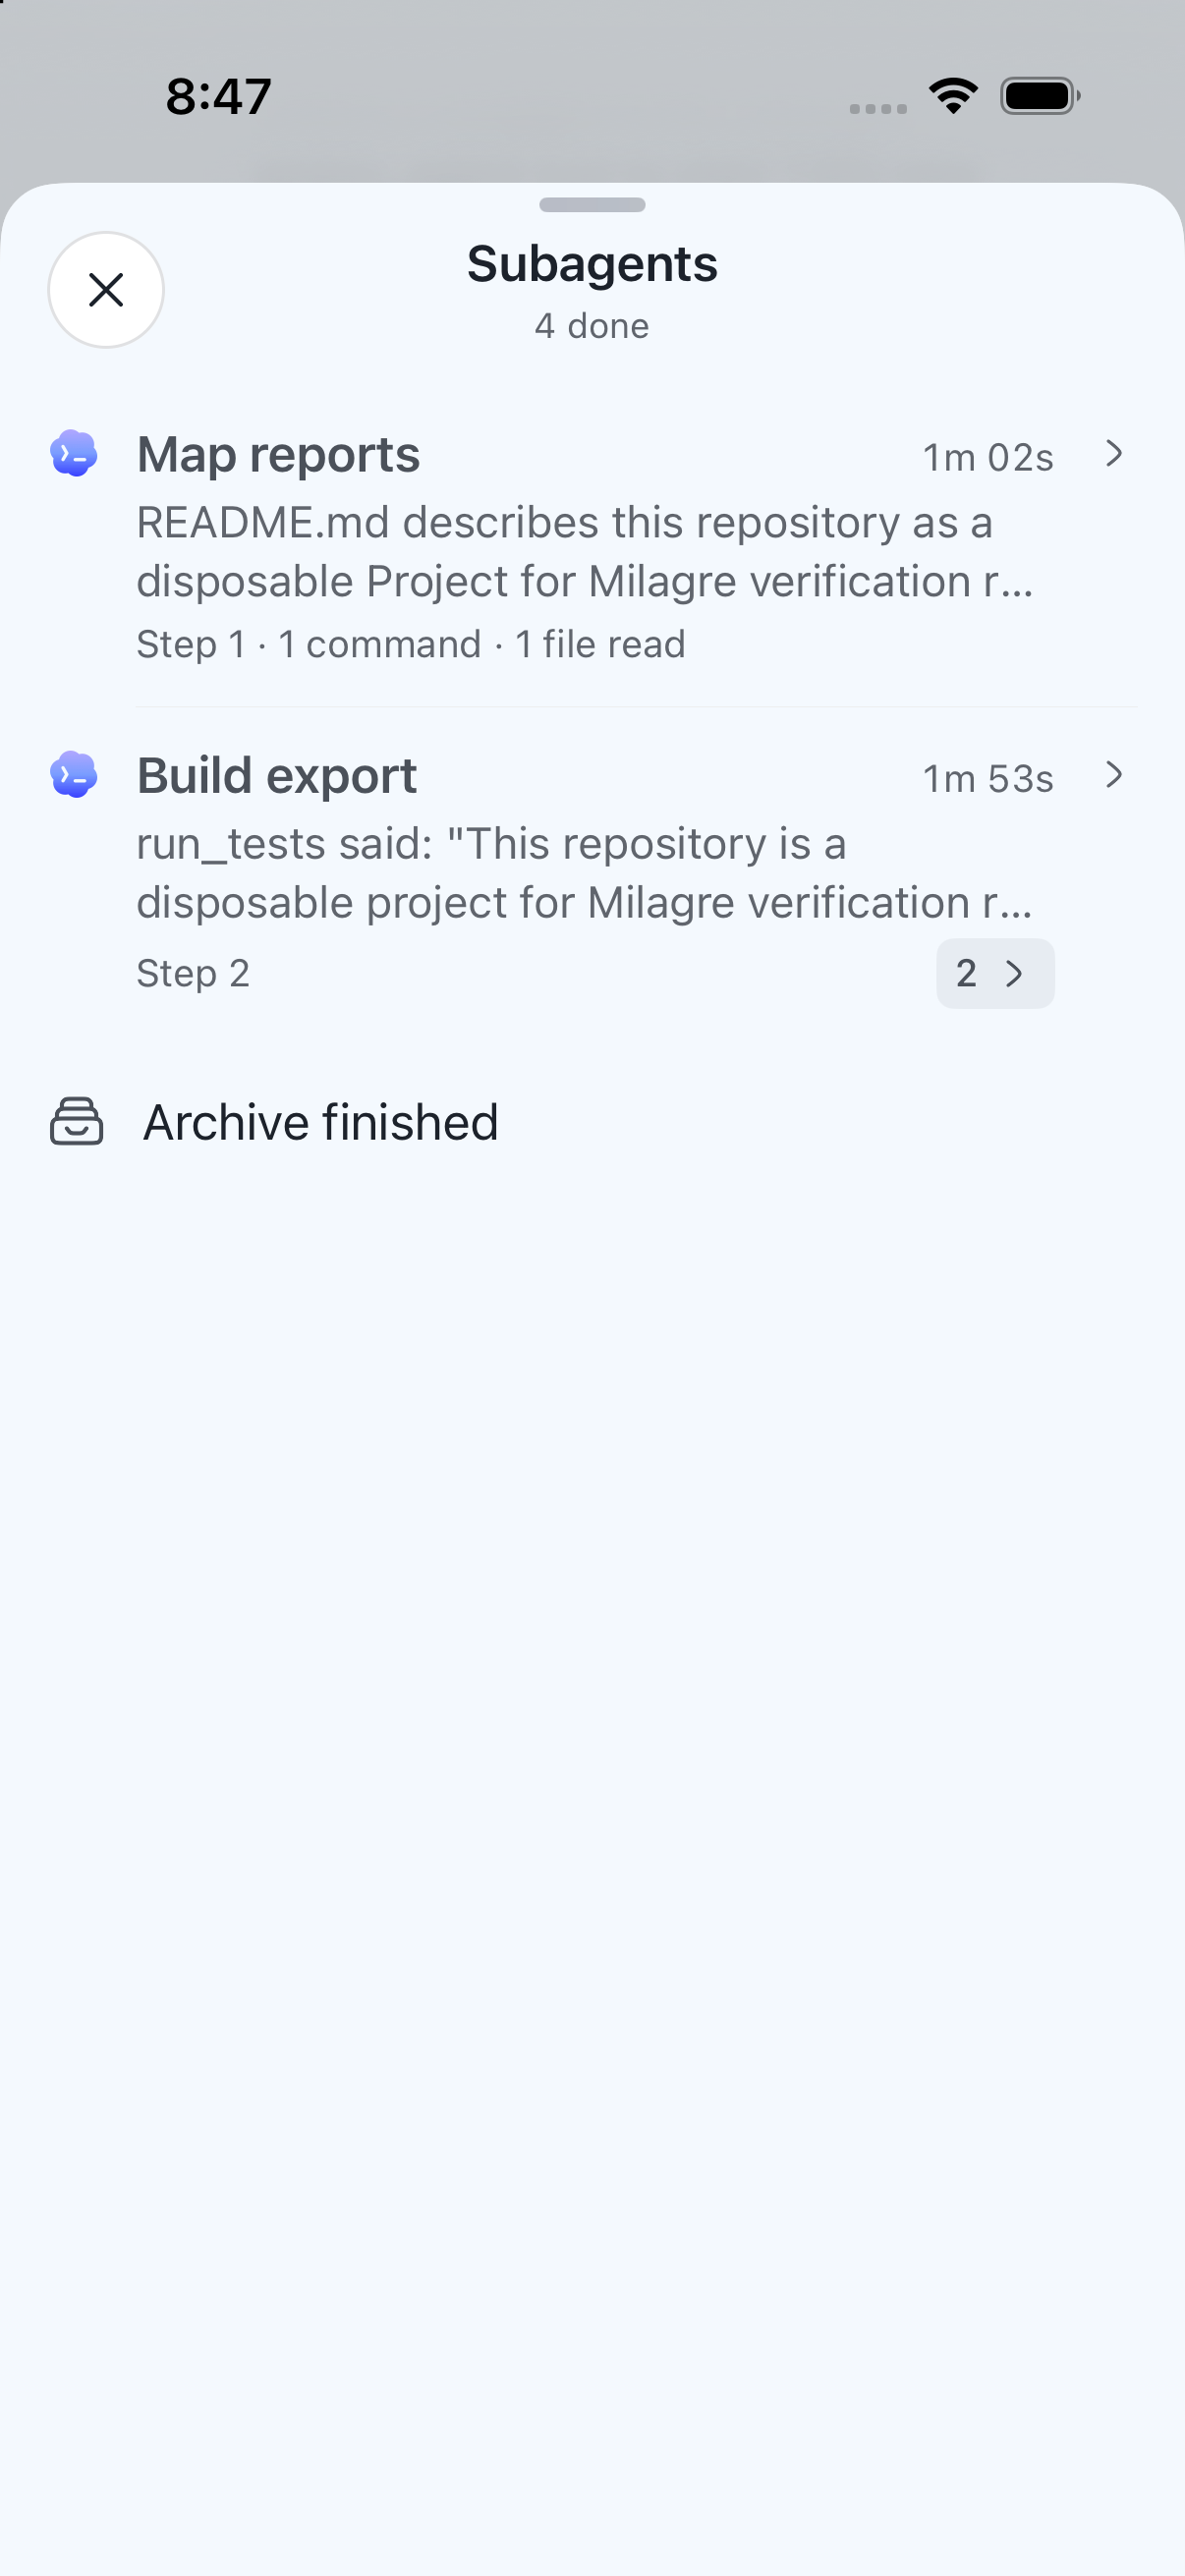 8:47
Subagents
4 done
Map reports 1m 02s
README.md describes this repository as a
disposable Project for Milagre verification r...
Step 1 · 1 command · 1 file read
Build export 1m 53s
run_tests said: "This repository is a
disposable project for Milagre verification r...
Step 2 2
Archive finished